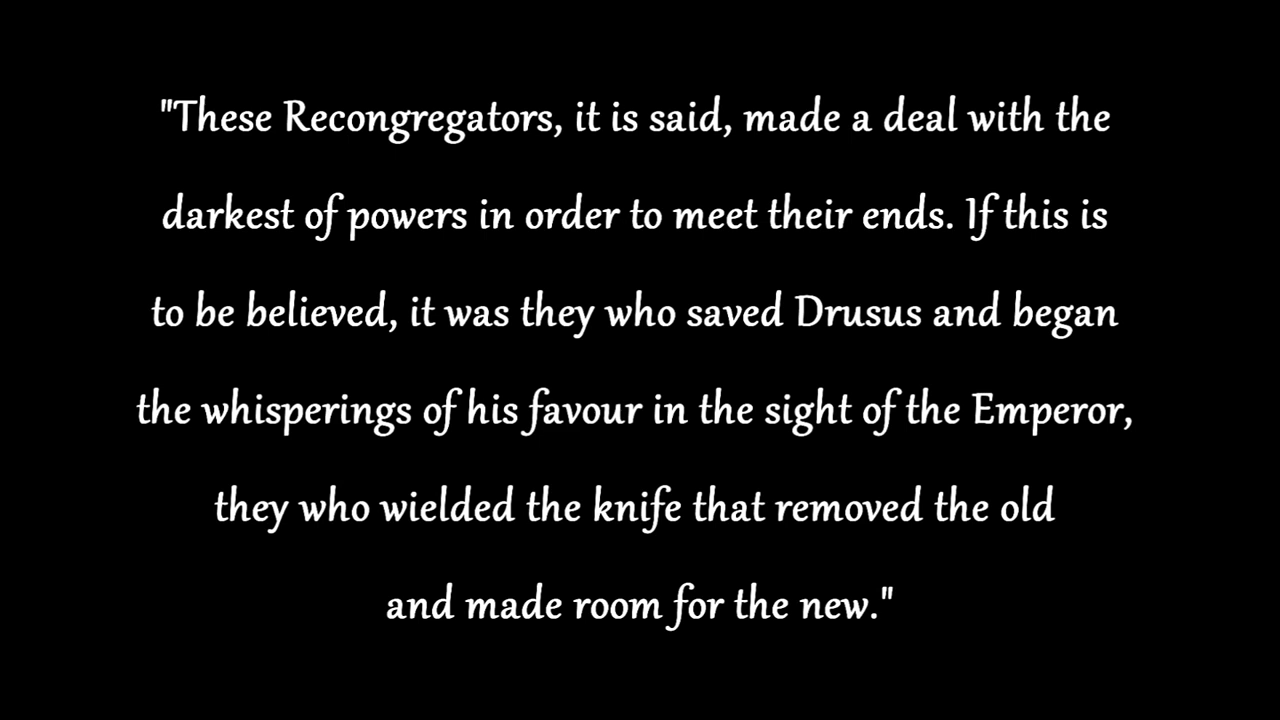 "These Recongregators, it is said, made a deal with the
darkest of powers in order to meet their ends. If this is
to be believed, it was they who saved Drusus and began
the whisperings of his favour in the sight of the Emperor,
they who wielded the knife that removed the old
and made room for the new."